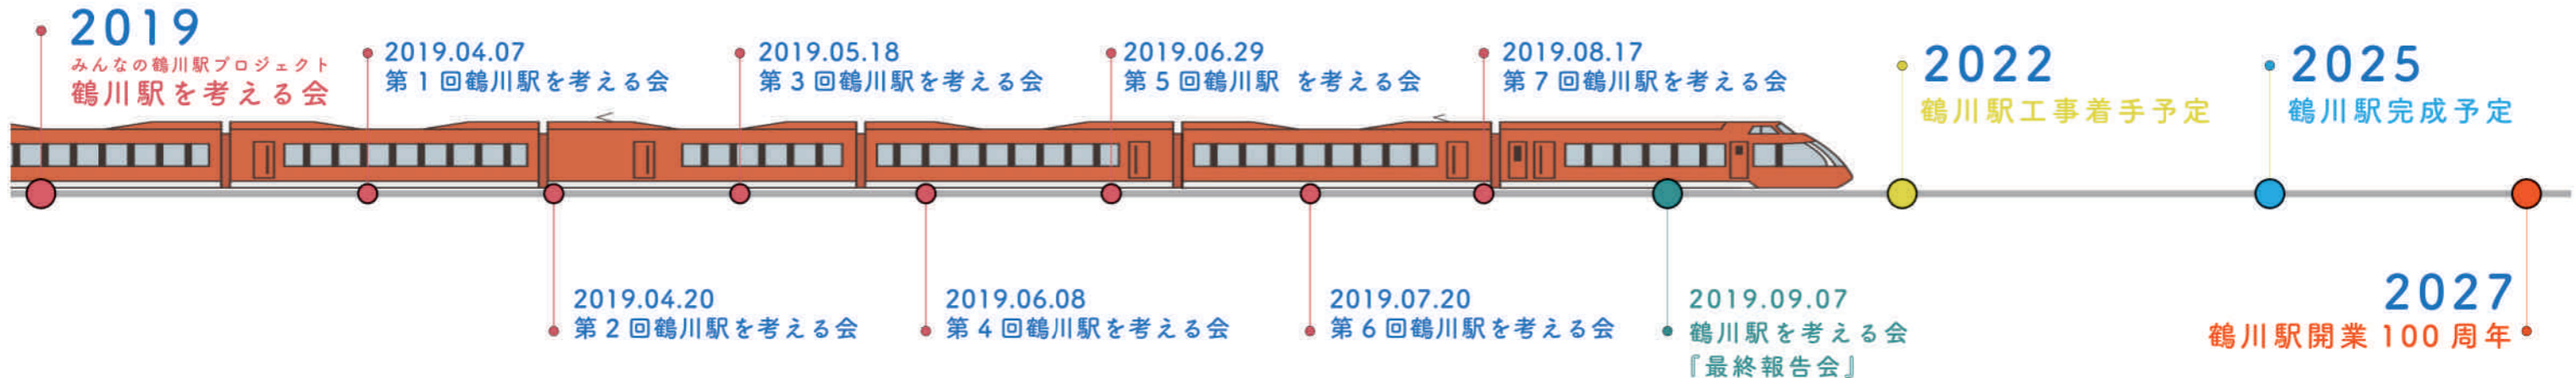 2019
みんなの鶴川駅プロジェクト
鶴川駅を考える会
2019.04.07
第1回鶴川駅を考える会
2019.04.20
第2回鶴川駅を考える会
2019.05.18
第3回鶴川駅を考える会
2019.06.08
第4回鶴川駅を考える会
2019.06.29
第5回鶴川駅 を考える会
2019.07.20
第6回鶴川駅を考える会
2019.08.17
第7回鶴川駅を考える会
2019.09.07
鶴川駅を考える会
『最終報告会』
2022
鶴川駅工事着手予定
2025
鶴川駅完成予定
2027
鶴川駅開業100周年